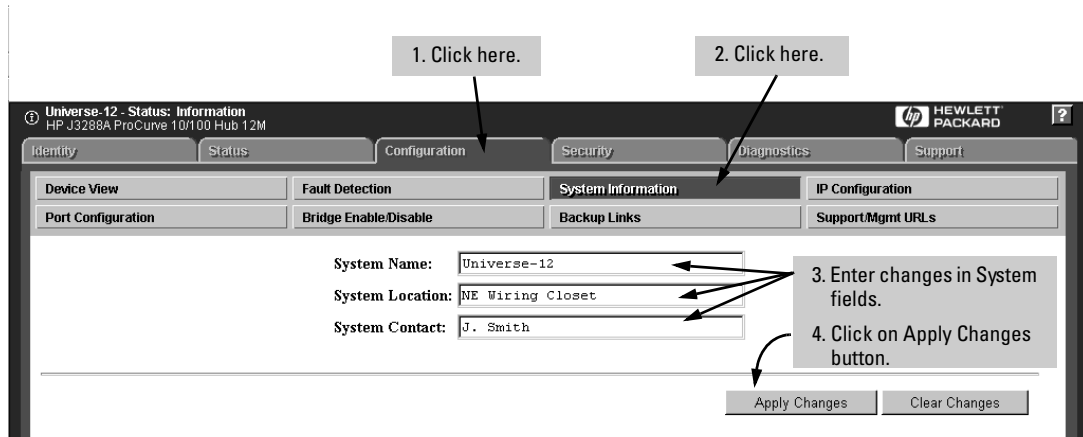 1. Click here.
2. Click here.
Universe-12 - Status: Information
HP J3288A ProCurve 10/100 Hub 12M
hp HEWLETT PACKARD
?
Identity
Status
Configuration
Security
Diagnostics
Support
Device View
Fault Detection
System Information
IP Configuration
Port Configuration
Bridge Enable/Disable
Backup Links
Support/Mgmt URLs
System Name: Universe-12
System Location: NE Wiring Closet
System Contact: J. Smith
3. Enter changes in System
fields.
4. Click on Apply Changes
button.
Apply Changes
Clear Changes